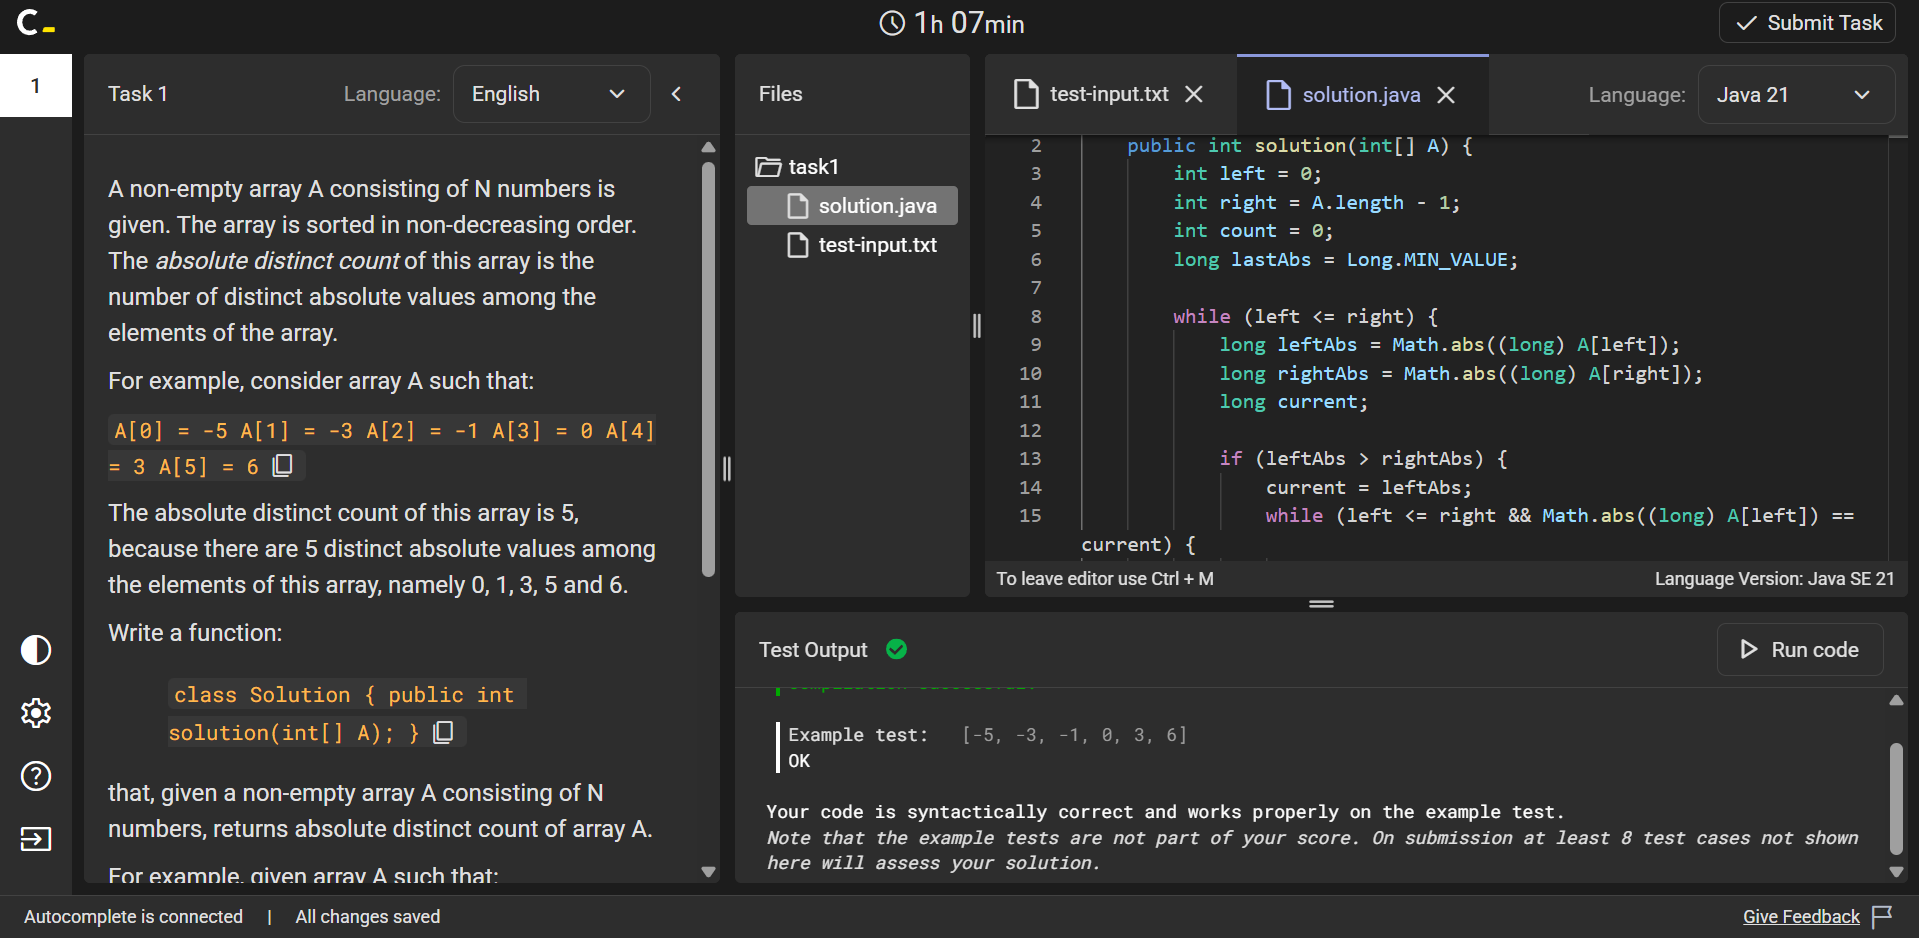 C_
1h 07min
Submit Task
1
Task 1
Language:
English
A non-empty array A consisting of N numbers is
given. The array is sorted in non-decreasing order.
The absolute distinct count of this array is the
number of distinct absolute values among the
elements of the array.
For example, consider array A such that:
A[0] = -5 A[1] = -3 A[2] = -1 A[3] = 0 A[4]
= 3 A[5] = 6
The absolute distinct count of this array is 5,
because there are 5 distinct absolute values among
the elements of this array, namely 0, 1, 3, 5 and 6.
Write a function:
class Solution { public int
solution(int[] A); }
that, given a non-empty array A consisting of N
numbers, returns absolute distinct count of array A.
For example, given array A such that:
Files
task1
solution.java
test-input.txt
test-input.txt
solution.java
Language:
Java 21
2 public int solution(int[] A) {
3 int left = 0;
4 int right = A.length - 1;
5 int count = 0;
6 long lastAbs = Long.MIN_VALUE;
7
8 while (left <= right) {
9 long leftAbs = Math.abs((long) A[left]);
10 long rightAbs = Math.abs((long) A[right]);
11 long current;
12
13 if (leftAbs > rightAbs) {
14 current = leftAbs;
15 while (left <= right && Math.abs((long) A[left]) ==
current) {
To leave editor use Ctrl + M
Language Version: Java SE 21
Test Output
Run code
Example test: [-5, -3, -1, 0, 3, 6]
OK
Your code is syntactically correct and works properly on the example test.
Note that the example tests are not part of your score. On submission at least 8 test cases not shown
here will assess your solution.
Autocomplete is connected | All changes saved
Give Feedback